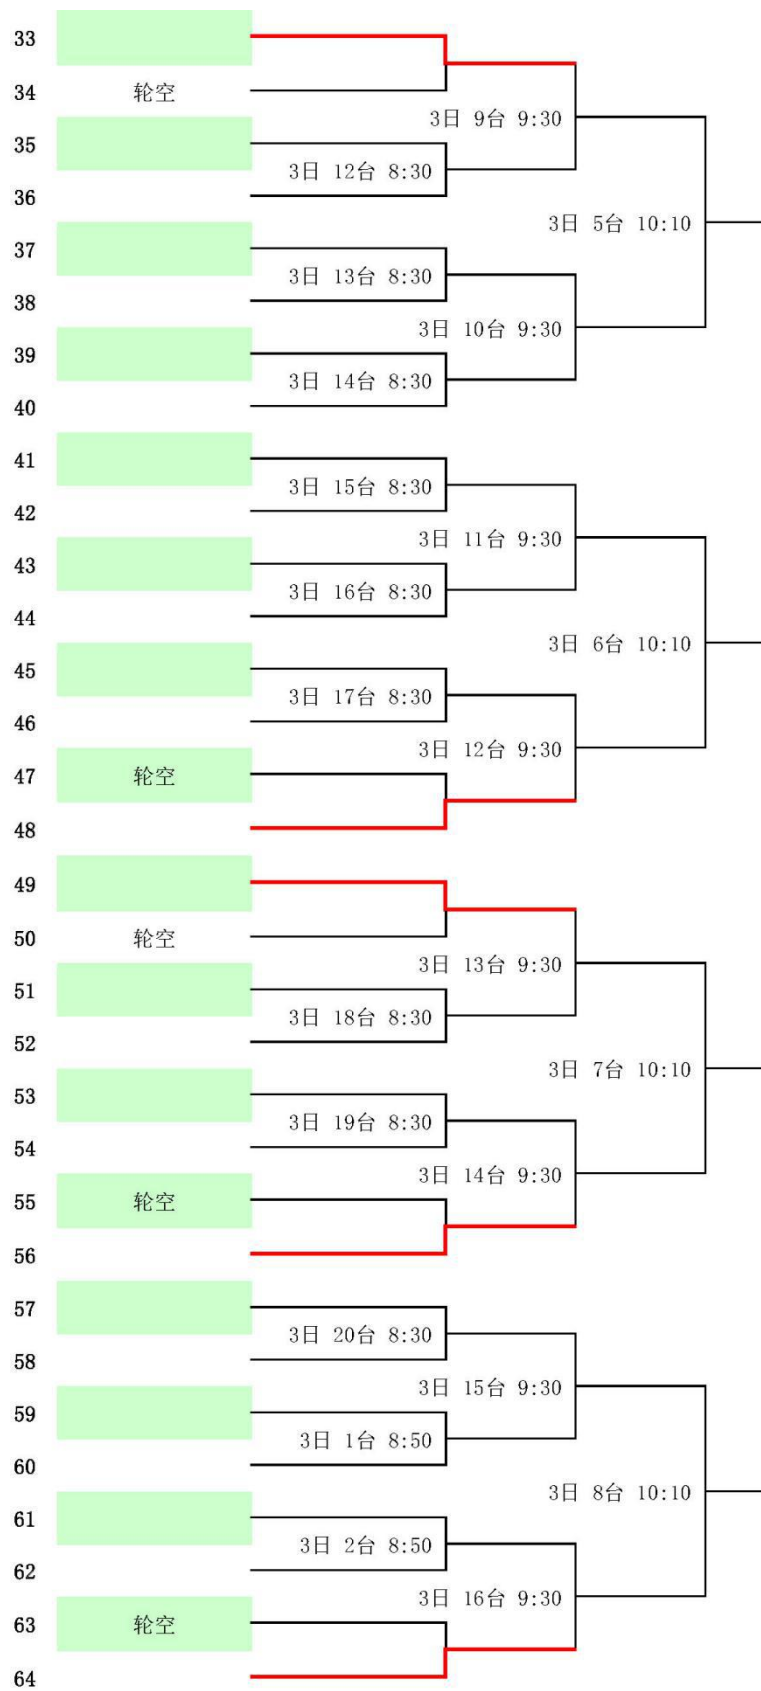 33
34 轮空
3日 9台 9:30
35
3日 12台 8:30
36
3日 5台 10:10
37
3日 13台 8:30
38
3日 10台 9:30
39
3日 14台 8:30
40
41
3日 15台 8:30
42
3日 11台 9:30
43
3日 16台 8:30
44
3日 6台 10:10
45
3日 17台 8:30
46
3日 12台 9:30
47 轮空
48
49
50 轮空
3日 13台 9:30
51
3日 18台 8:30
52
3日 7台 10:10
53
3日 19台 8:30
54
3日 14台 9:30
55 轮空
56
57
3日 20台 8:30
58
3日 15台 9:30
59
3日 1台 8:50
60
3日 8台 10:10
61
3日 2台 8:50
62
3日 16台 9:30
63 轮空
64